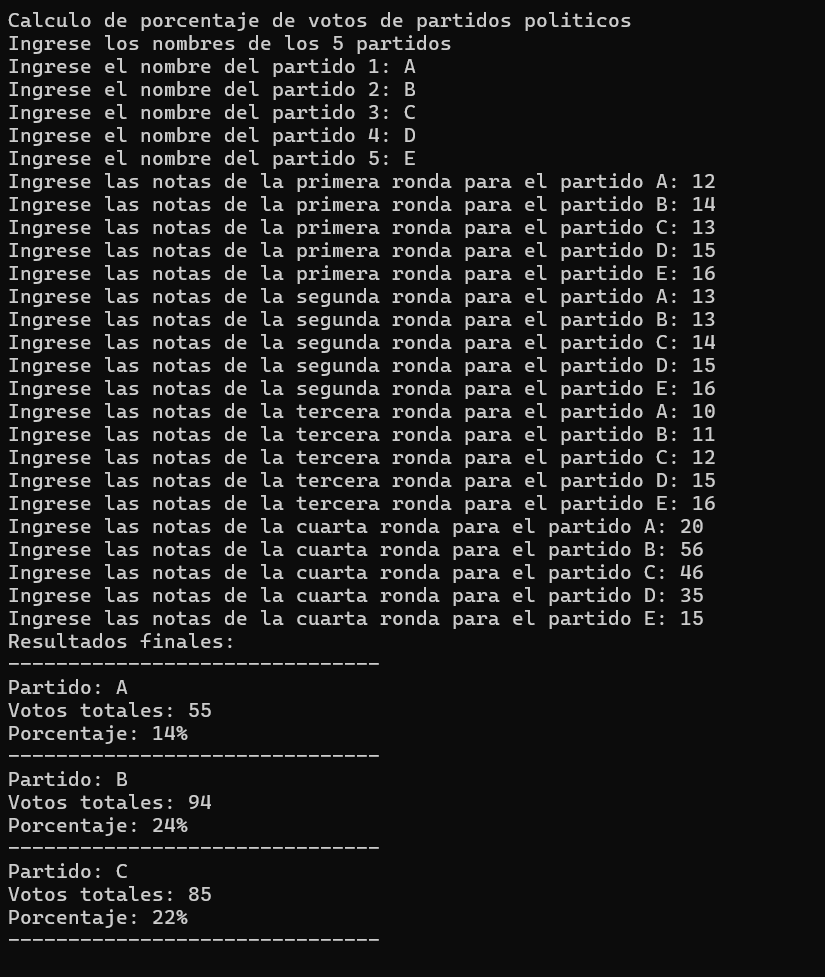 Calculo de porcentaje de votos de partidos politicos
Ingrese los nombres de los 5 partidos
Ingrese el nombre del partido 1: A
Ingrese el nombre del partido 2: B
Ingrese el nombre del partido 3: C
Ingrese el nombre del partido 4: D
Ingrese el nombre del partido 5: E
Ingrese las notas de la primera ronda para el partido A: 12
Ingrese las notas de la primera ronda para el partido B: 14
Ingrese las notas de la primera ronda para el partido C: 13
Ingrese las notas de la primera ronda para el partido D: 15
Ingrese las notas de la primera ronda para el partido E: 16
Ingrese las notas de la segunda ronda para el partido A: 13
Ingrese las notas de la segunda ronda para el partido B: 13
Ingrese las notas de la segunda ronda para el partido C: 14
Ingrese las notas de la segunda ronda para el partido D: 15
Ingrese las notas de la segunda ronda para el partido E: 16
Ingrese las notas de la tercera ronda para el partido A: 10
Ingrese las notas de la tercera ronda para el partido B: 11
Ingrese las notas de la tercera ronda para el partido C: 12
Ingrese las notas de la tercera ronda para el partido D: 15
Ingrese las notas de la tercera ronda para el partido E: 16
Ingrese las notas de la cuarta ronda para el partido A: 20
Ingrese las notas de la cuarta ronda para el partido B: 56
Ingrese las notas de la cuarta ronda para el partido C: 46
Ingrese las notas de la cuarta ronda para el partido D: 35
Ingrese las notas de la cuarta ronda para el partido E: 15
Resultados finales:
-------------------------------
Partido: A
Votos totales: 55
Porcentaje: 14%
-------------------------------
Partido: B
Votos totales: 94
Porcentaje: 24%
-------------------------------
Partido: C
Votos totales: 85
Porcentaje: 22%
-------------------------------